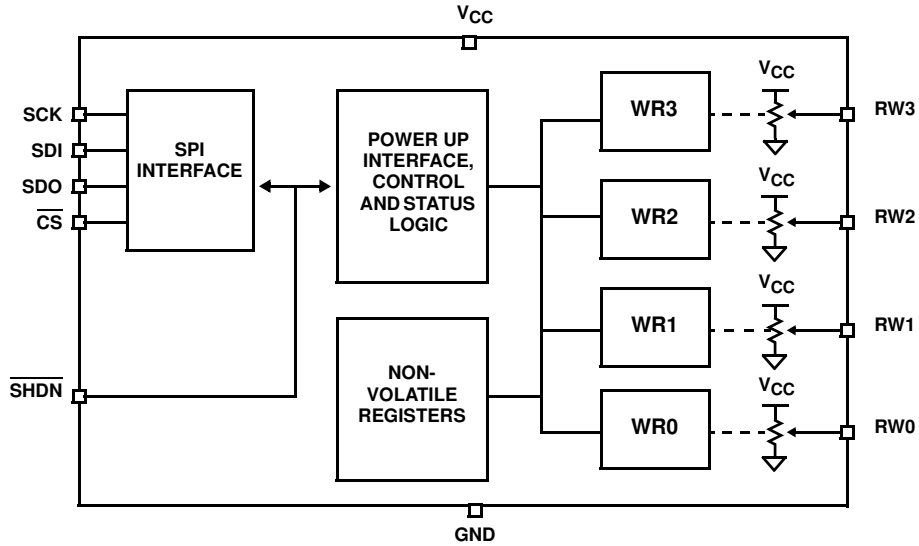 VCC
SCK
SDI
SDO
CS
SHDN
SPI
INTERFACE
POWER UP
INTERFACE,
CONTROL
AND STATUS
LOGIC
NON-
VOLATILE
REGISTERS
WR3
VCC
RW3
WR2
VCC
RW2
WR1
VCC
RW1
WR0
VCC
RW0
GND